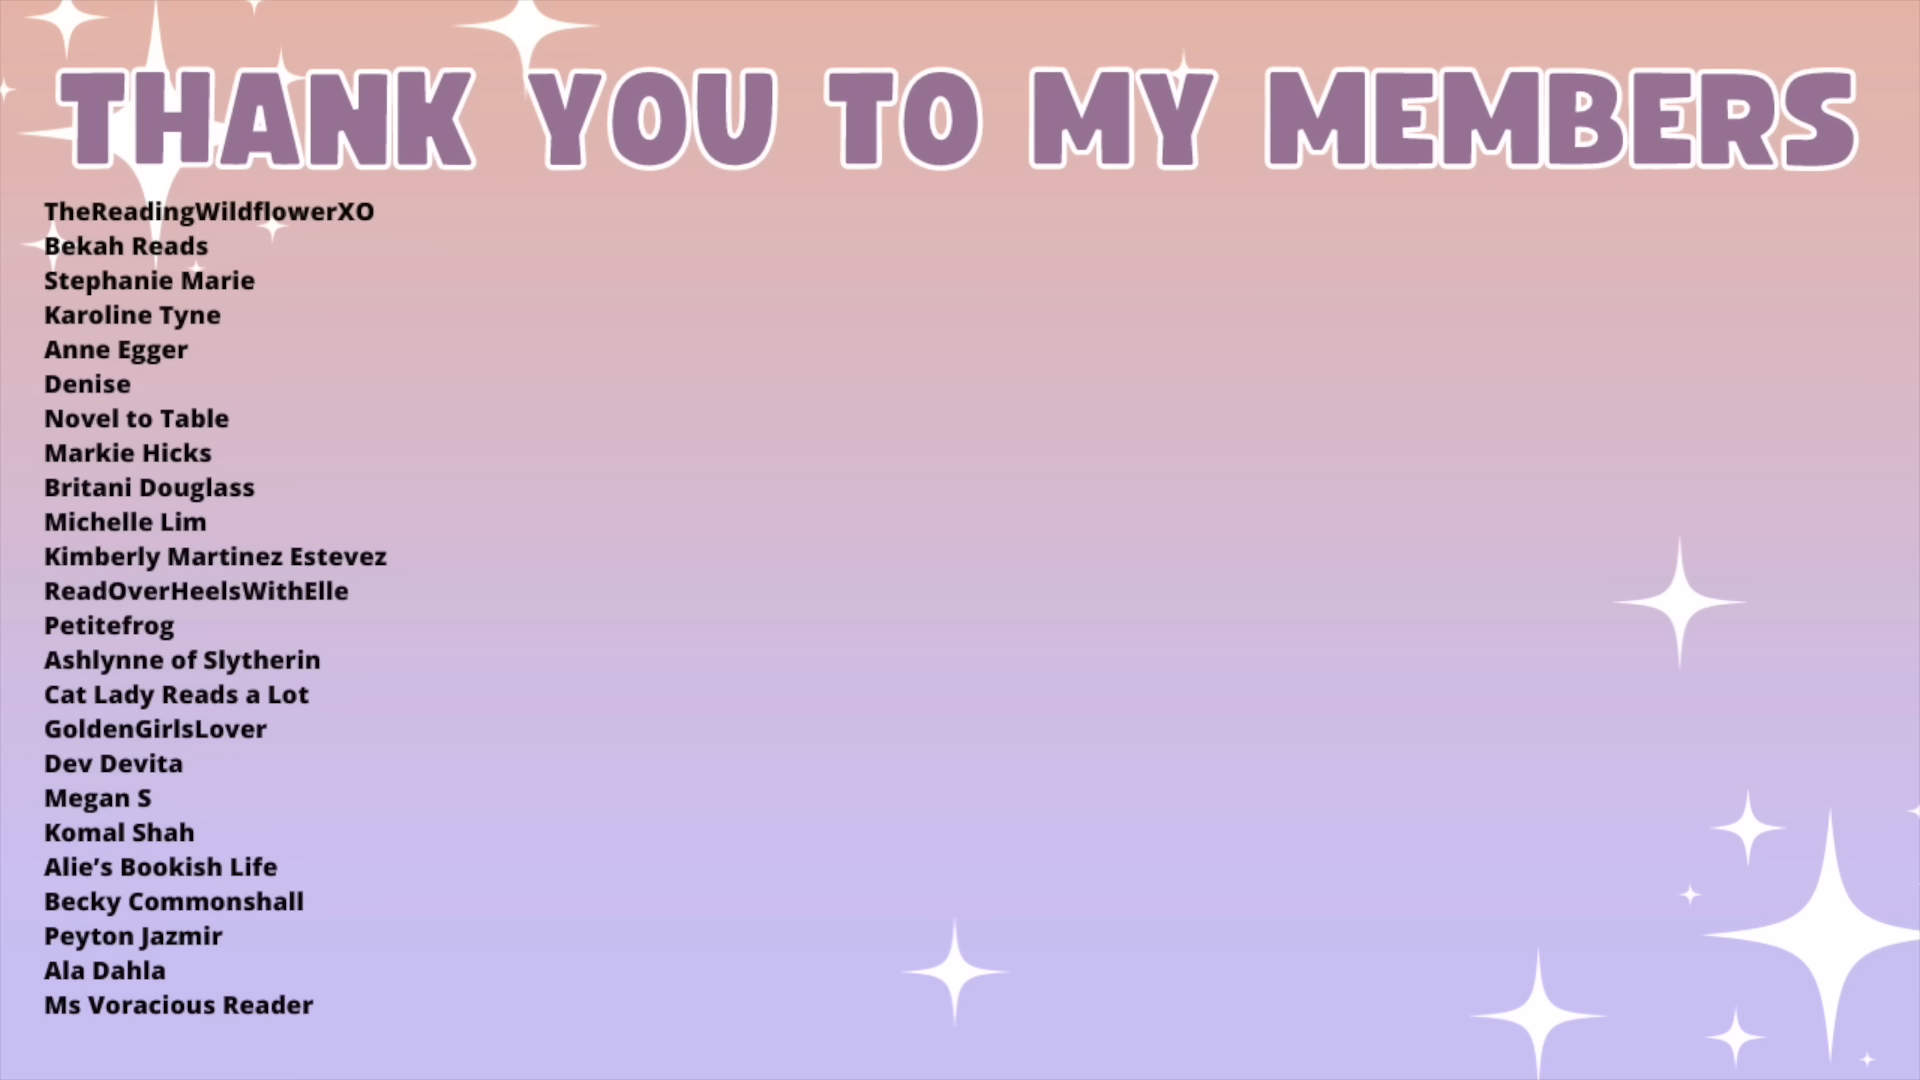 THANK YOU TO MY MEMBERS
TheReadingWildflowerXO
Bekah Reads
Stephanie Marie
Karoline Tyne
Anne Egger
Denise
Novel to Table
Markie Hicks
Britani Douglass
Michelle Lim
Kimberly Martinez Estevez
ReadOverHeelsWithElle
Petitefrog
Ashlynne of Slytherin
Cat Lady Reads a Lot
GoldenGirlsLover
Dev Devita
Megan S
Komal Shah
Alie’s Bookish Life
Becky Commonshall
Peyton Jazmir
Ala Dahla
Ms Voracious Reader